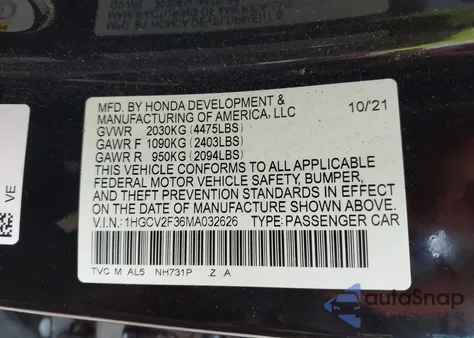 MFD. BY HONDA DEVELOPMENT &
MANUFACTURING OF AMERICA, LLC 10/21
GVWR 2030KG (4475LBS)
GAWR F 1090KG (2403LBS)
GAWR R 950KG (2094LBS)
THIS VEHICLE CONFORMS TO ALL APPLICABLE
FEDERAL MOTOR VEHICLE SAFETY, BUMPER,
AND THEFT PREVENTION STANDARDS IN EFFECT
ON THE DATE OF MANUFACTURE SHOWN ABOVE.
V.I.N.: 1HGCV2F36MA032626 TYPE: PASSENGER CAR
TVC M AL5 NH731P .Z .A
VE
autoSnap